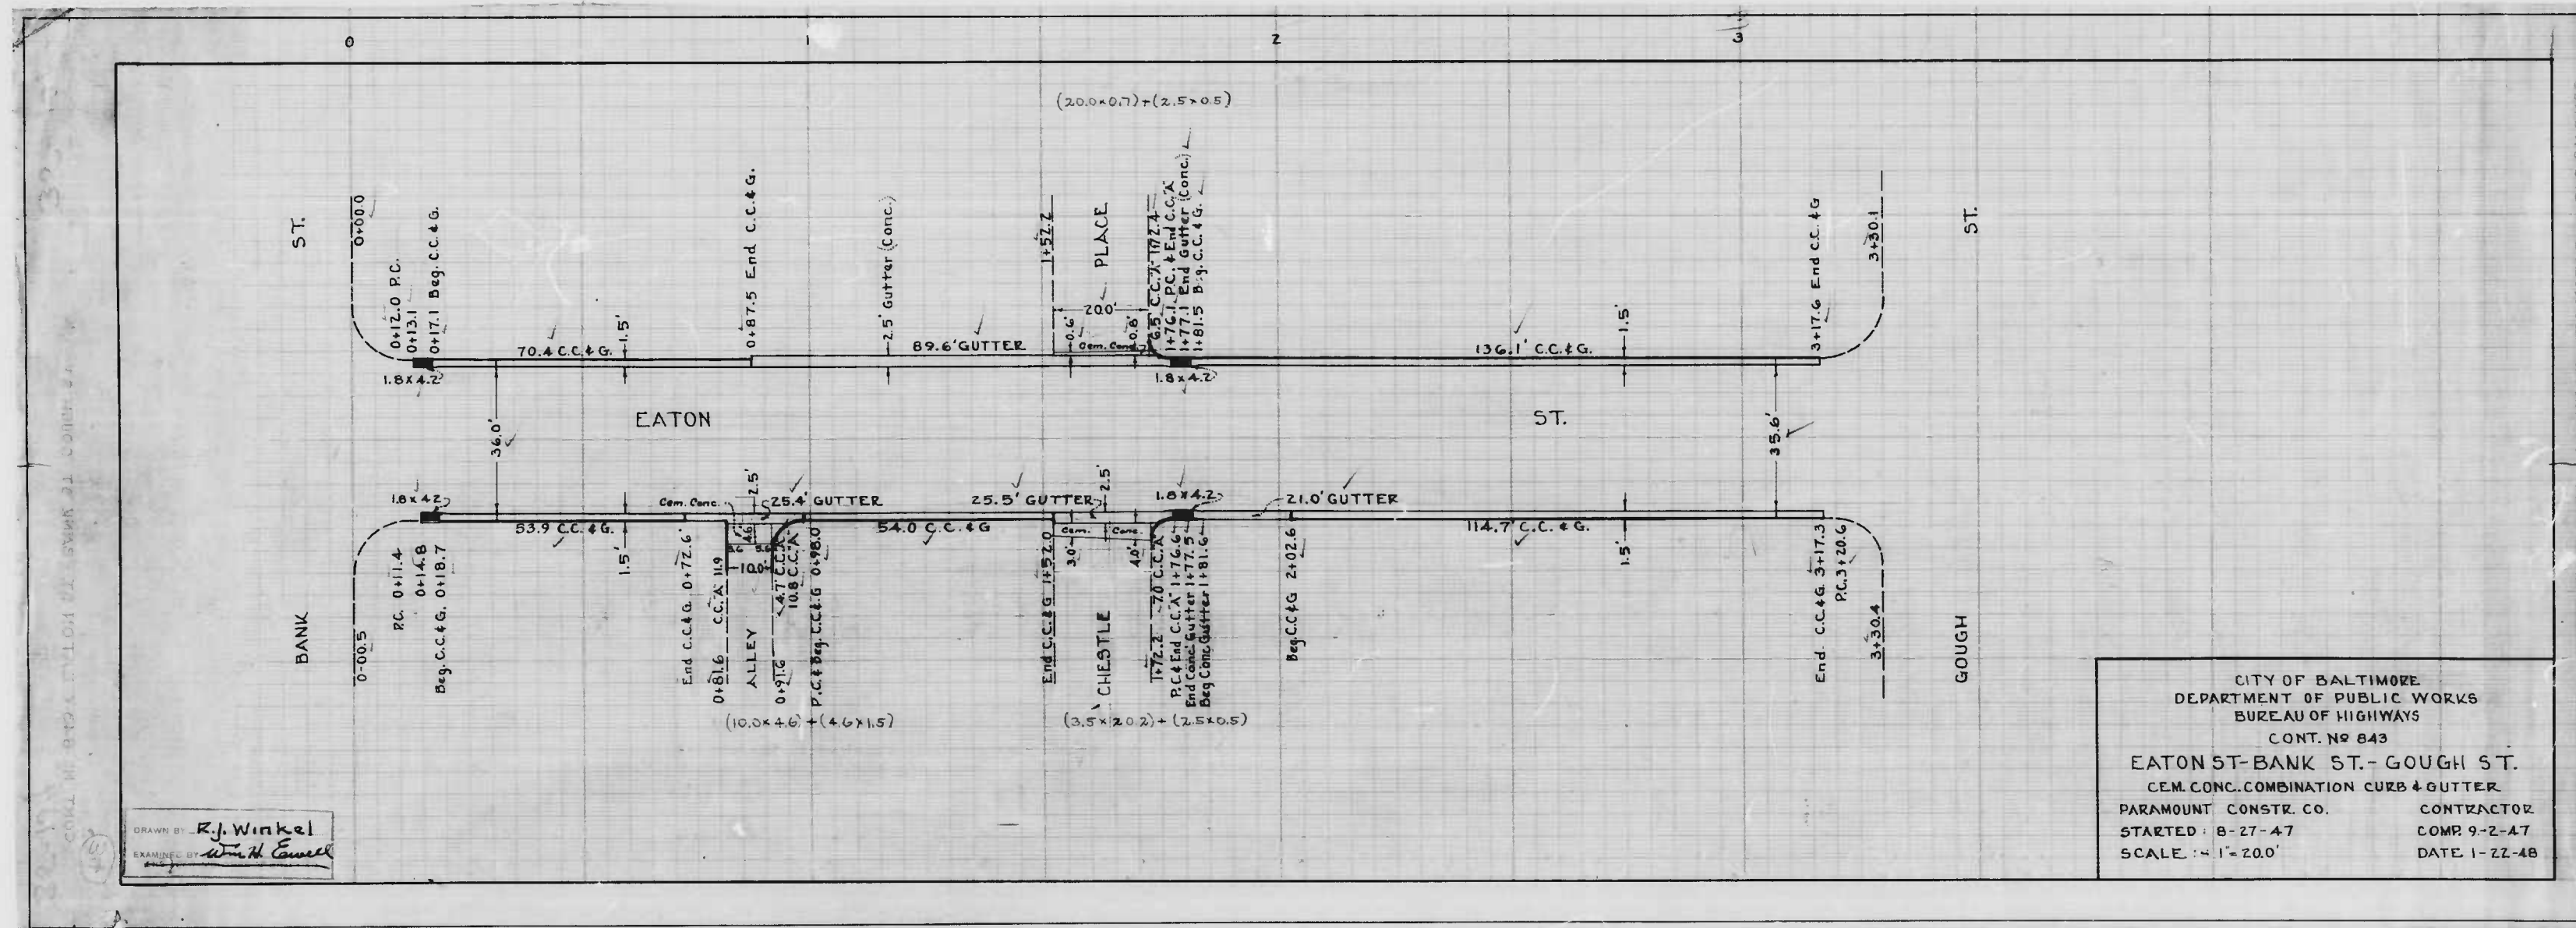 0 1 2 3
(20.0×0.7)+(2.5×0.5)
ST.
0+00.0
0+12.0 P.C.
0+13.1
0+17.1 Beg. C.C.&G.
70.4 C.C.&G.
1.5'
0+87.5 End C.C.&G.
2.5' Gutter (Conc.)
89.6' GUTTER
1+52.2
PLACE
20.0'
0.6'
Cem. Conc.
0.8'
6.5' C.C."A" 1+72.4
1+76.1 P.C. & End C.C."A"
1+77.1 End Gutter (Conc.)
1+81.5 Beg. C.C.&G.
136.1' C.C.&G.
1.5'
3+17.6 End C.C.&G
3+30.1
ST.
1.8×4.2
1.8×4.2
36.0'
EATON
ST.
35.6'
1.8×4.2
53.9 C.C.&G.
1.5'
Cem. Conc.
2.5'
25.4' GUTTER
4.6
10.0'
54.0 C.C.&G
25.5' GUTTER
2.5'
Cem. Conc.
3.0'
4.0'
1.8×4.2
21.0' GUTTER
114.7' C.C.&G.
1.5'
BANK
0-00.5
P.C. 0+11.4
0+14.8
Beg. C.C.&G. 0+18.7
End C.C.&G. 0+72.6
0+81.6 C.C."A" 11.9
ALLEY
0+91.6 4.7' C.C."A"
10.8 C.C."A"
P.C. & Beg. C.C.&G 0+98.0
End C.C.&G 1+52.0
CHESTLE
1+72.2 7.0 C.C."A"
P.C & End C.C."A" 1+76.6
End Conc Gutter 1+77.5
Beg Conc Gutter 1+81.6
Beg. C.C&G 2+02.6
End. C.C.&G. 3+17.3
P.C. 3+20.6
3+30.4
GOUGH
(10.0×4.6)+(4.6×1.5)
(3.5×20.2)+(2.5×0.5)
CITY OF BALTIMORE
DEPARTMENT OF PUBLIC WORKS
BUREAU OF HIGHWAYS
CONT. Nº 843
EATON ST-BANK ST.-GOUGH ST.
CEM. CONC. COMBINATION CURB & GUTTER
PARAMOUNT CONSTR. CO. CONTRACTOR
STARTED: 8-27-47 COMP. 9-2-47
SCALE:- 1"=20.0' DATE 1-22-48
DRAWN BY R.J. Winkel
EXAMINED BY Wm H. Ewell